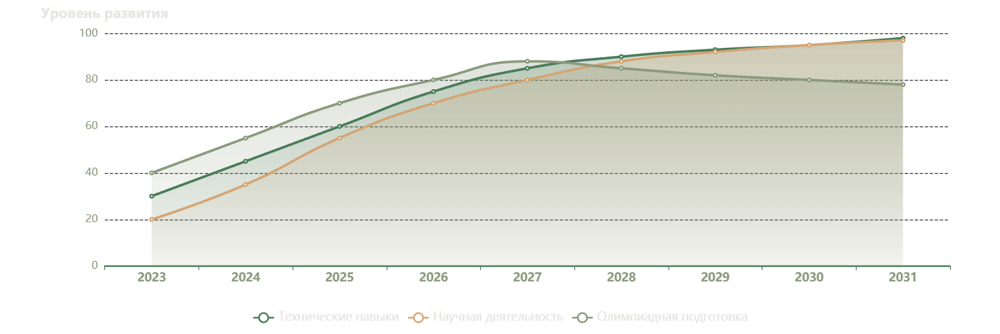 Уровень развития
100
80
60
40
20
0
2023 2024 2025 2026 2027 2028 2029 2030 2031
Технические навыки Научная деятельность Олимпиадная подготовка